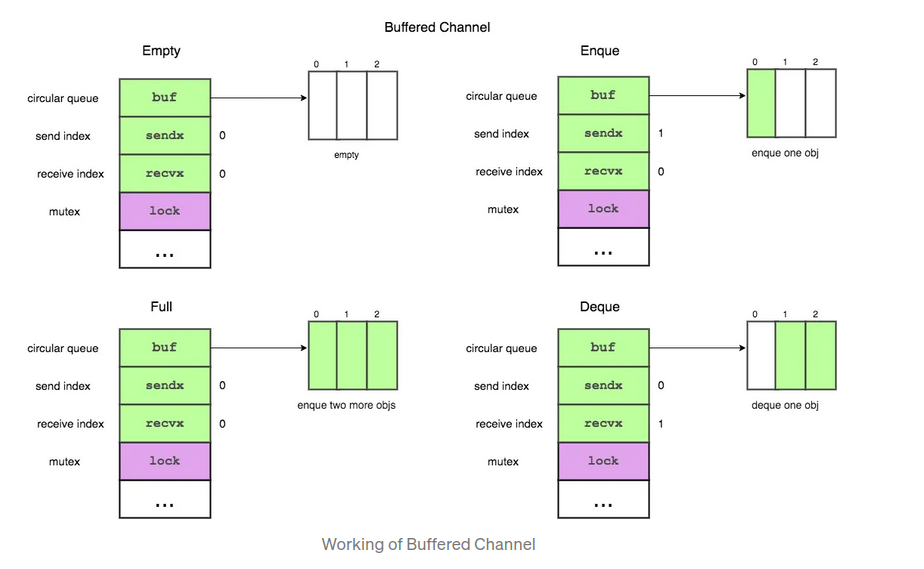 Buffered Channel
Empty
0 1 2
circular queue buf
send index sendx 0
empty
receive index recvx 0
mutex lock
...
Enque
0 1 2
circular queue buf
send index sendx 1
enque one obj
receive index recvx 0
mutex lock
...
Full
0 1 2
circular queue buf
send index sendx 0
enque two more objs
receive index recvx 0
mutex lock
...
Deque
0 1 2
circular queue buf
send index sendx 0
deque one obj
receive index recvx 1
mutex lock
...
Working of Buffered Channel